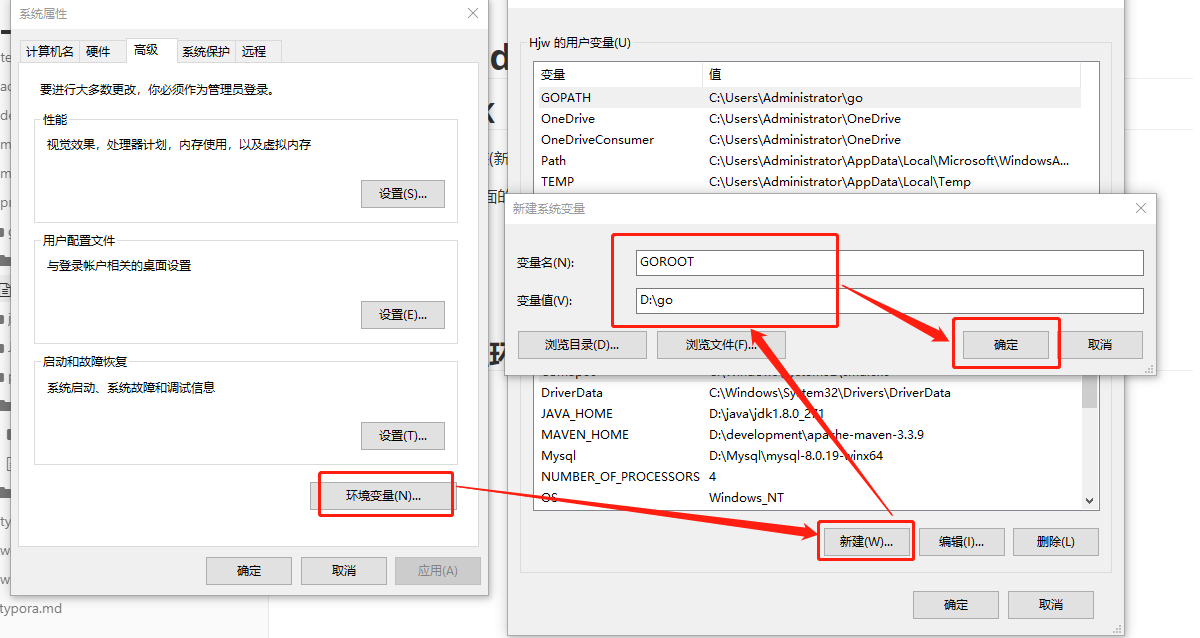 系统属性
计算机名 硬件 高级 系统保护 远程
要进行大多数更改，你必须作为管理员登录。
性能
视觉效果，处理器计划，内存使用，以及虚拟内存
设置(S)...
用户配置文件
与登录帐户相关的桌面设置
设置(E)...
启动和故障恢复
系统启动、系统故障和调试信息
设置(T)...
环境变量(N)...
确定 取消 应用(A)
typora.md
Hjw 的用户变量(U)
变量 值
GOPATH C:\Users\Administrator\go
OneDrive C:\Users\Administrator\OneDrive
OneDriveConsumer C:\Users\Administrator\OneDrive
Path C:\Users\Administrator\AppData\Local\Microsoft\WindowsA...
TEMP C:\Users\Administrator\AppData\Local\Temp
新建系统变量
变量名(N): GOROOT
变量值(V): D:\go
浏览目录(D)... 浏览文件(F)... 确定 取消
DriverData C:\Windows\System32\Drivers\DriverData
JAVA_HOME D:\java\jdk1.8.0_271
MAVEN_HOME D:\development\apache-maven-3.3.9
Mysql D:\Mysql\mysql-8.0.19-winx64
NUMBER_OF_PROCESSORS 4
OS Windows_NT
新建(W)... 编辑(I)... 删除(L)
确定 取消